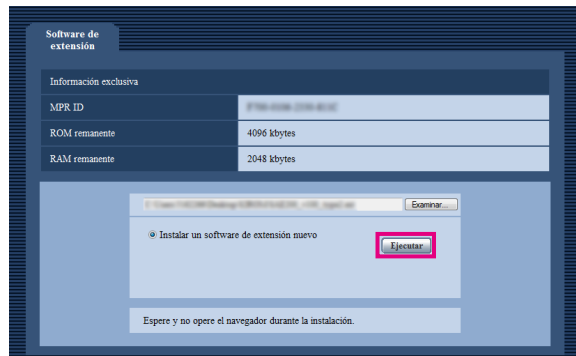 Software de
extensión
Información exclusiva
MPR ID
ROM remanente 4096 kbytes
RAM remanente 2048 kbytes
Examinar...
Instalar un software de extensión nuevo
Ejecutar
Espere y no opere el navegador durante la instalación.